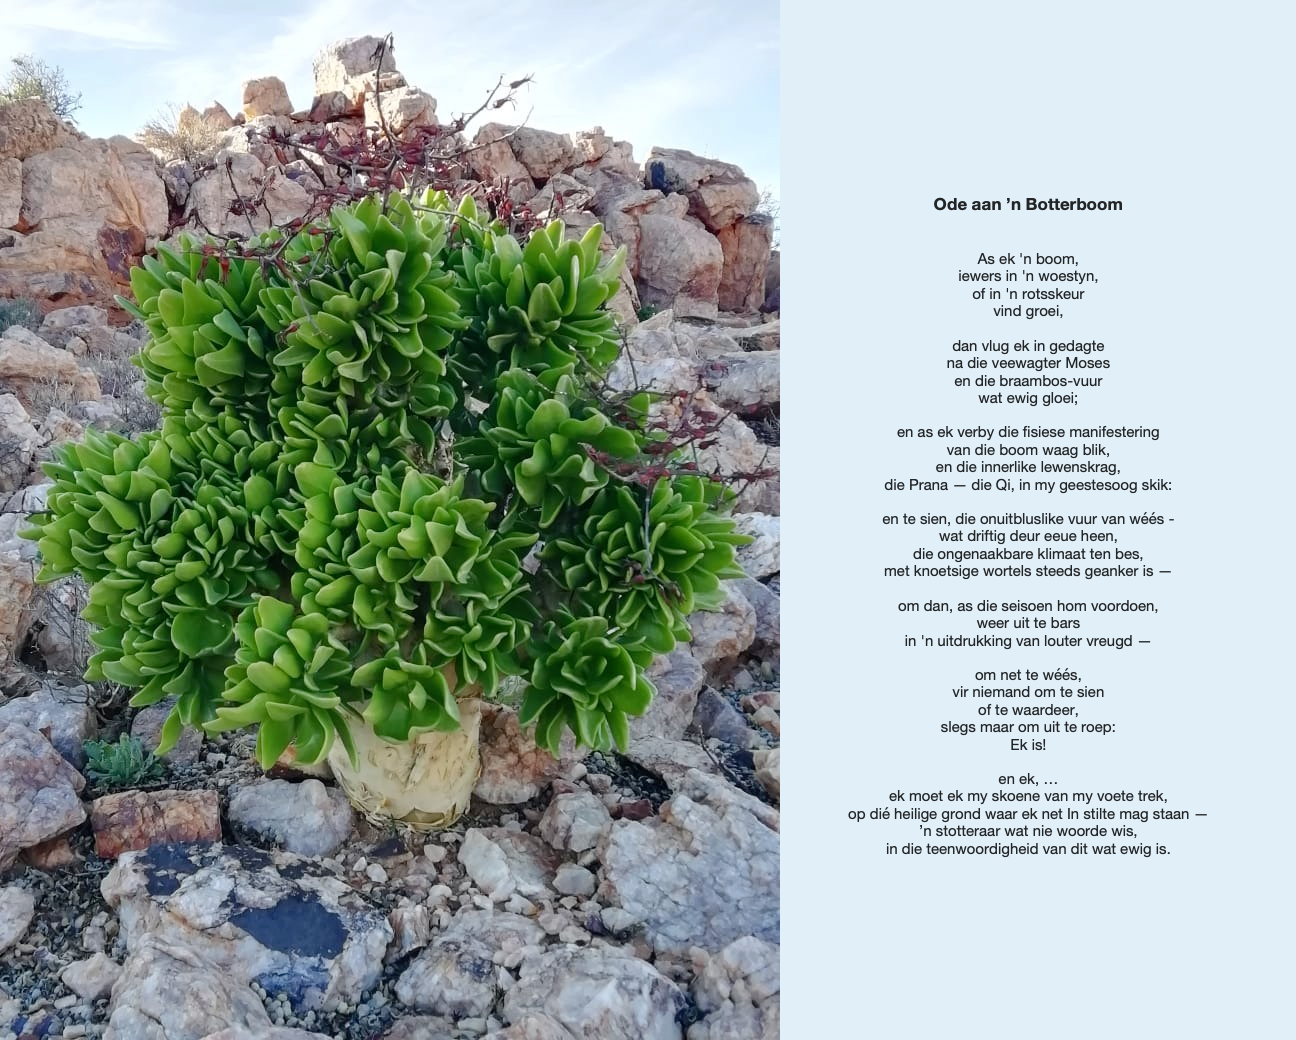 Ode aan ’n Botterboom
As ek 'n boom,
iewers in 'n woestyn,
of in 'n rotsskeur
vind groei,
dan vlug ek in gedagte
na die veewagter Moses
en die braambos-vuur
wat ewig gloei;
en as ek verby die fisiese manifestering
van die boom waag blik,
en die innerlike lewenskrag,
die Prana — die Qi, in my geestesoog skik:
en te sien, die onuitbluslike vuur van wéés -
wat driftig deur eeue heen,
die ongenaakbare klimaat ten bes,
met knoetsige wortels steeds geanker is —
om dan, as die seisoen hom voordoen,
weer uit te bars
in 'n uitdrukking van louter vreugd —
om net te wéés,
vir niemand om te sien
of te waardeer,
slegs maar om uit te roep:
Ek is!
en ek, …
ek moet ek my skoene van my voete trek,
op dié heilige grond waar ek net In stilte mag staan —
’n stotteraar wat nie woorde wis,
in die teenwoordigheid van dit wat ewig is.